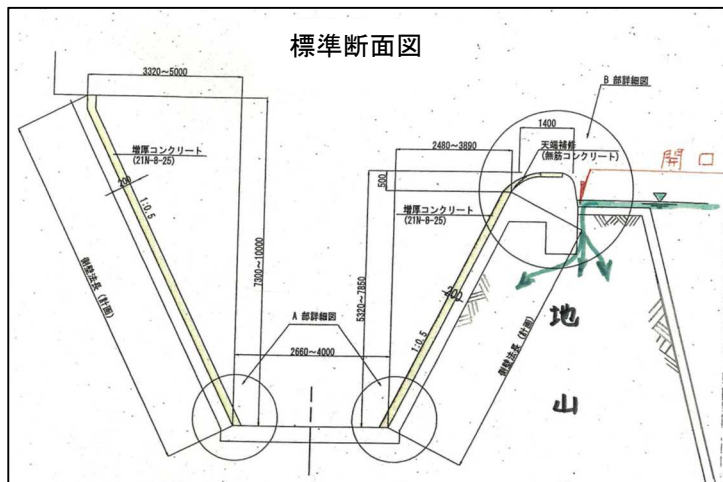 標準断面図
3320~5000
B 部詳細図
1400
2480~3890
天端補修
(無筋コンクリート)
開口
増厚コンクリート
(21N-8-25)
200
1:0.5
500
増厚コンクリート
(21N-8-25)
7300~10000
5320~7850
側壁法長(計画)
A 部詳細図
200
1:0.5
2660~4000
側壁法長(計画)
地
山